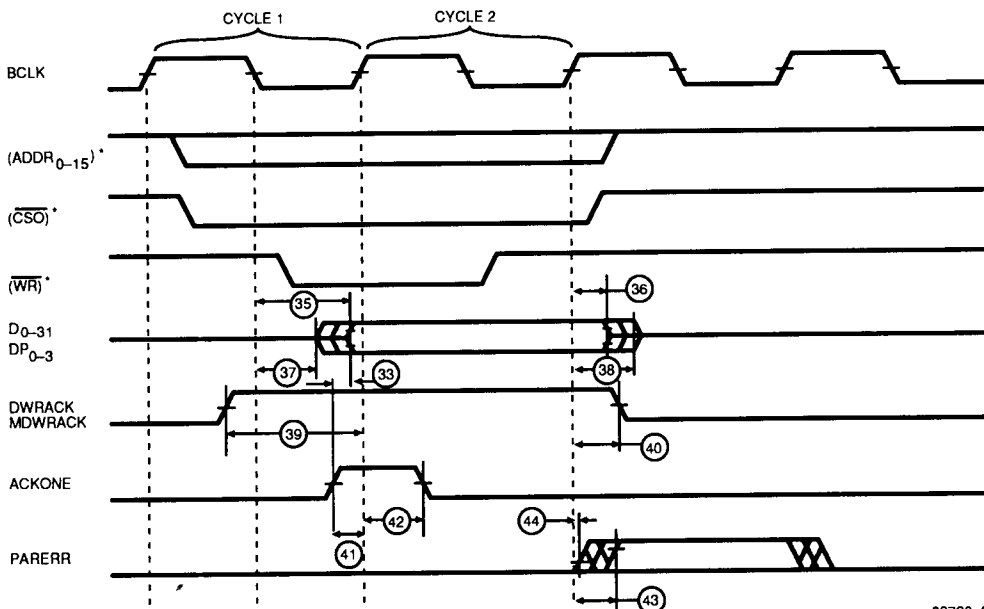 CYCLE 1
CYCLE 2
BCLK
(ADDR0–15)*
(CSO)*
(WR)*
35
36
D0–31
DP0–3
37
33
38
DWRACK
MDWRACK
39
40
ACKONE
44
42
41
PARERR
43